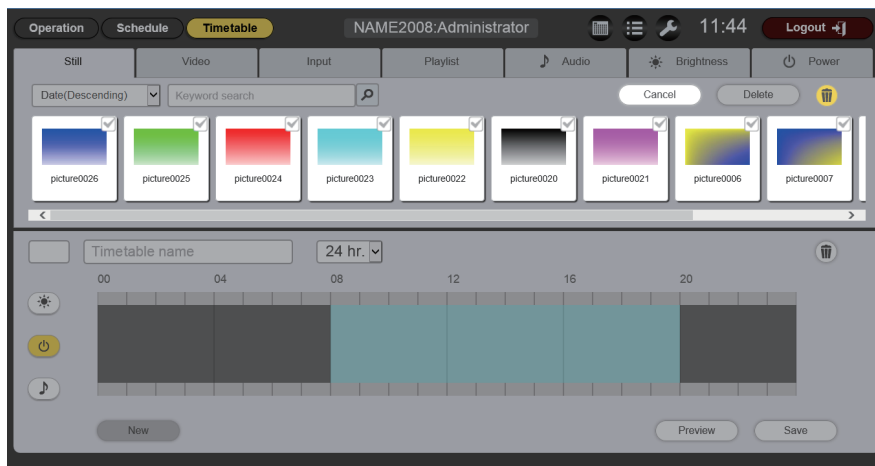 Operation Schedule Timetable NAME2008:Administrator 11:44 Logout
Still Video Input Playlist Audio Brightness Power
Date(Descending) Keyword search Cancel Delete
picture0026 picture0025 picture0024 picture0023 picture0022 picture0020 picture0021 picture0006 picture0007
Timetable name 24 hr.
00 04 08 12 16 20
New Preview Save